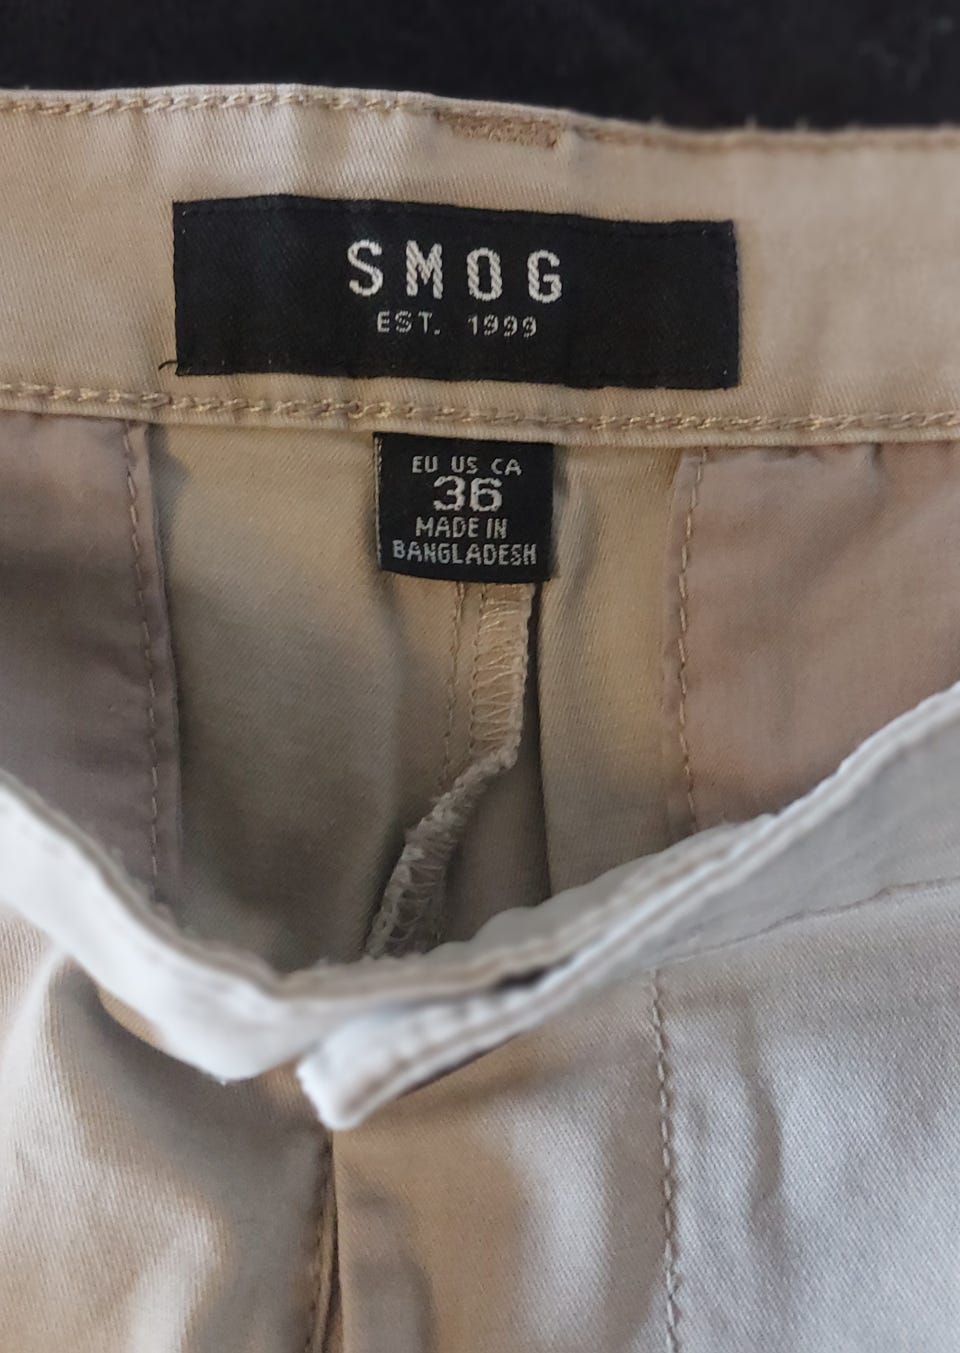 SMOG
EST. 1999
EU US CA
36
MADE IN
BANGLADESH